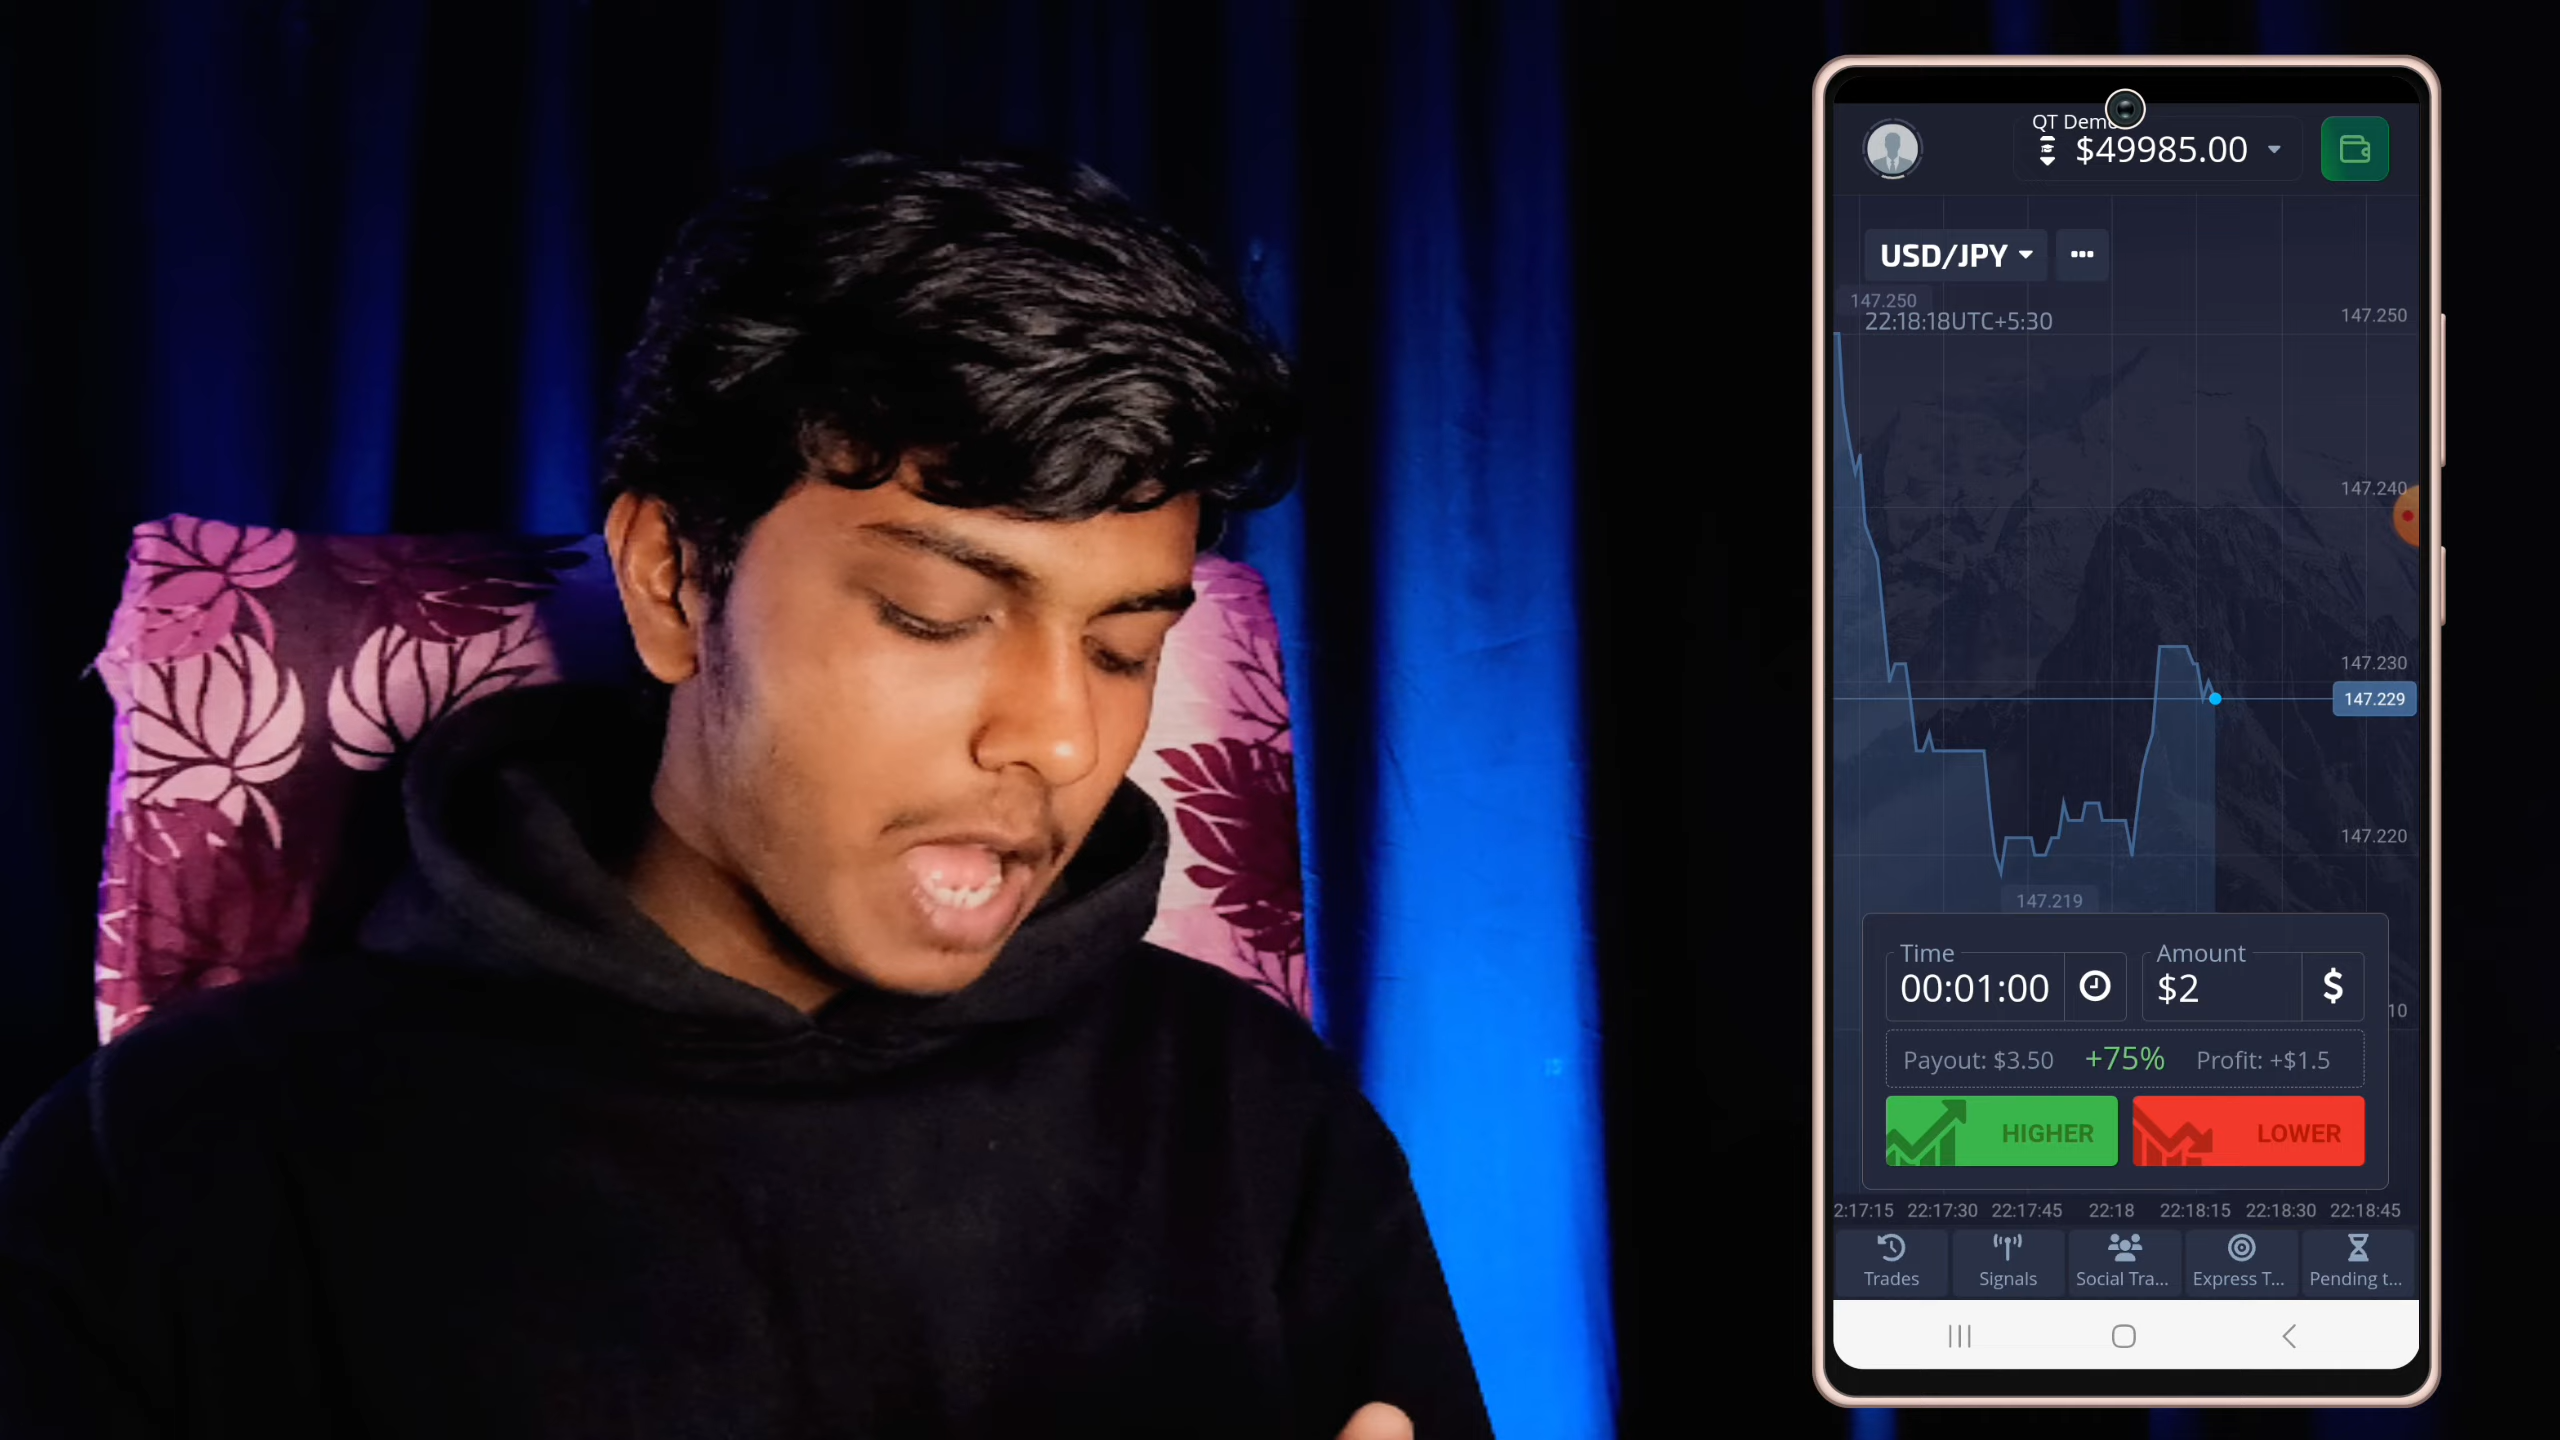 QT Demo
$49985.00
USD/JPY
147.250
22:18:18UTC+5:30
147.250
147.240
147.230
147.229
147.220
147.219
10
Time
Amount
00:01:00
$2
$
Payout: $3.50 +75% Profit: +$1.5
HIGHER
LOWER
2:17:15 22:17:30 22:17:45 22:18 22:18:15 22:18:30 22:18:45
Trades Signals Social Tra... Express T... Pending t...